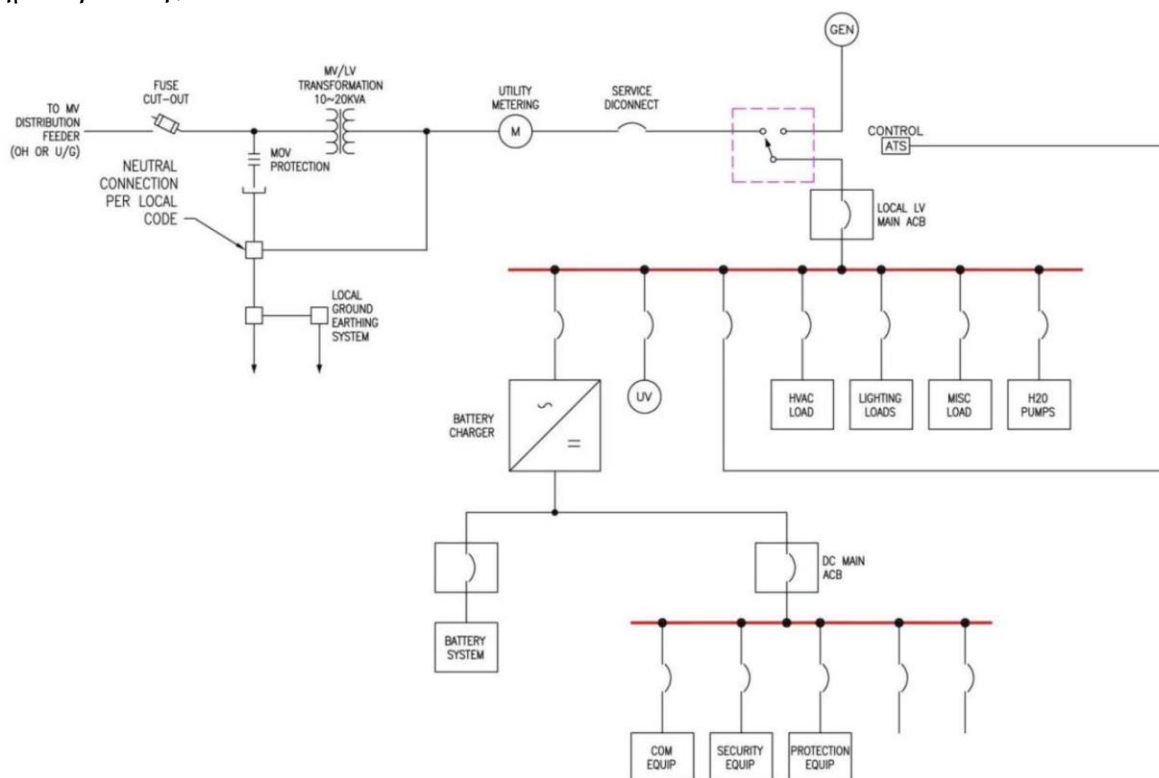 GEN
MV/LV
TRANSFORMATION
10~20KVA
FUSE
CUT-OUT
UTILITY
METERING
SERVICE
DICONNECT
TO MV
DISTRIBUTION
FEEDER
(OH OR U/G)
M
CONTROL
ATS
MOV
PROTECTION
NEUTRAL
CONNECTION
PER LOCAL
CODE
LOCAL LV
MAIN ACB
LOCAL
GROUND
EARTHING
SYSTEM
BATTERY
CHARGER
UV
HVAC
LOAD
LIGHTING
LOADS
MISC
LOAD
H20
PUMPS
DC MAIN
ACB
BATTERY
SYSTEM
COM
EQUIP
SECURITY
EQUIP
PROTECTION
EQUIP